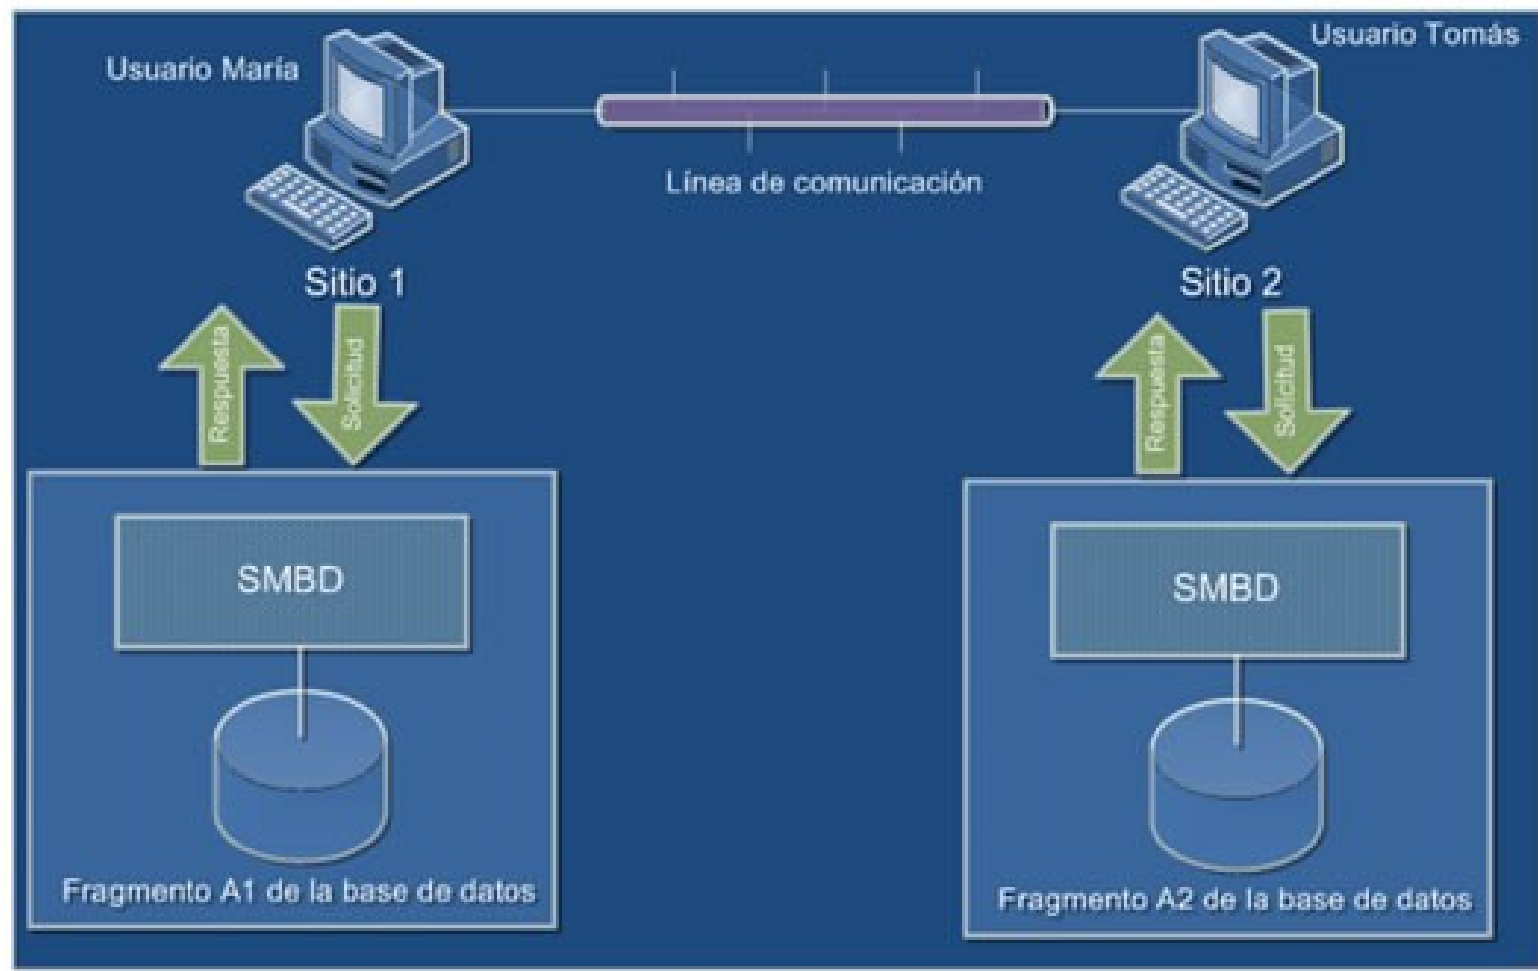 Usuario María
Usuario Tomás
Línea de comunicación
Sitio 1
Sitio 2
Respuesta
Solicitud
Respuesta
Solicitud
SMBD
SMBD
Fragmento A1 de la base de datos
Fragmento A2 de la base de datos